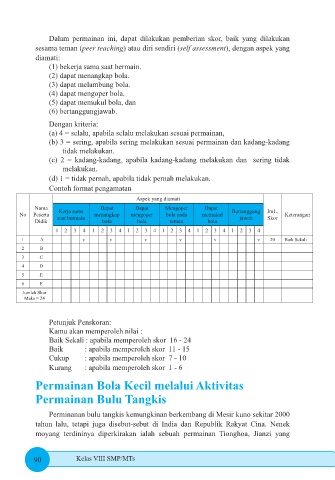 Dalam permainan ini, dapat dilakukan pemberian skor, baik yang dilakukan
sesama teman (peer teaching) atau diri sendiri (self assessment), dengan aspek yang
diamati:
(1) bekerja sama saat bermain.
(2) dapat menangkap bola.
(3) dapat melambung bola.
(4) dapat mengoper bola.
(5) dapat memukul bola, dan
(6) bertanggungjawab.
Dengan kriteria:
(a) 4 = selalu, apabila selalu melakukan sesuai permainan,
(b) 3 = sering, apabila sering melakukan sesuai permainan dan kadang-kadang
tidak melakukan.
(c) 2 = kadang-kadang, apabila kadang-kadang melakukan dan sering tidak
melakukan.
(d) 1 = tidak pernah, apabila tidak pernah melakukan.
Contoh format pengamatan
Aspek yang diamati
No Nama Peserta Didik Kerja sama saat bermain Dapat menangkap bola Dapat mengoper bola Mengoper bola pada teman Dapat memukul bola Bertanggung jawab Jml. Skor Keterangan
1 2 3 4 1 2 3 4 1 2 3 4 1 2 3 4 1 2 3 4 1 2 3 4
1 A v v v v v v 20 Baik Sekali
2 B
3 C
4 D
5 E
6 F
Jumlah Skor
Maks = 24
Petunjuk Penskoran:
Kamu akan memperoleh nilai :
Baik Sekali : apabila memperoleh skor 16 - 24
Baik : apabila memperoleh skor 11 - 15
Cukup : apabila memperoleh skor 7 - 10
Kurang : apabila memperoleh skor 1 - 6
Permainan Bola Kecil melalui Aktivitas
Permainan Bulu Tangkis
Perminanan bulu tangkis kemungkinan berkembang di Mesir kuno sekitar 2000
tahun lalu, tetapi juga disebut-sebut di India dan Republik Rakyat Cina. Nenek
moyang terdininya diperkirakan ialah sebuah permainan Tionghoa, Jianzi yang
90 Kelas VIII SMP/MTs